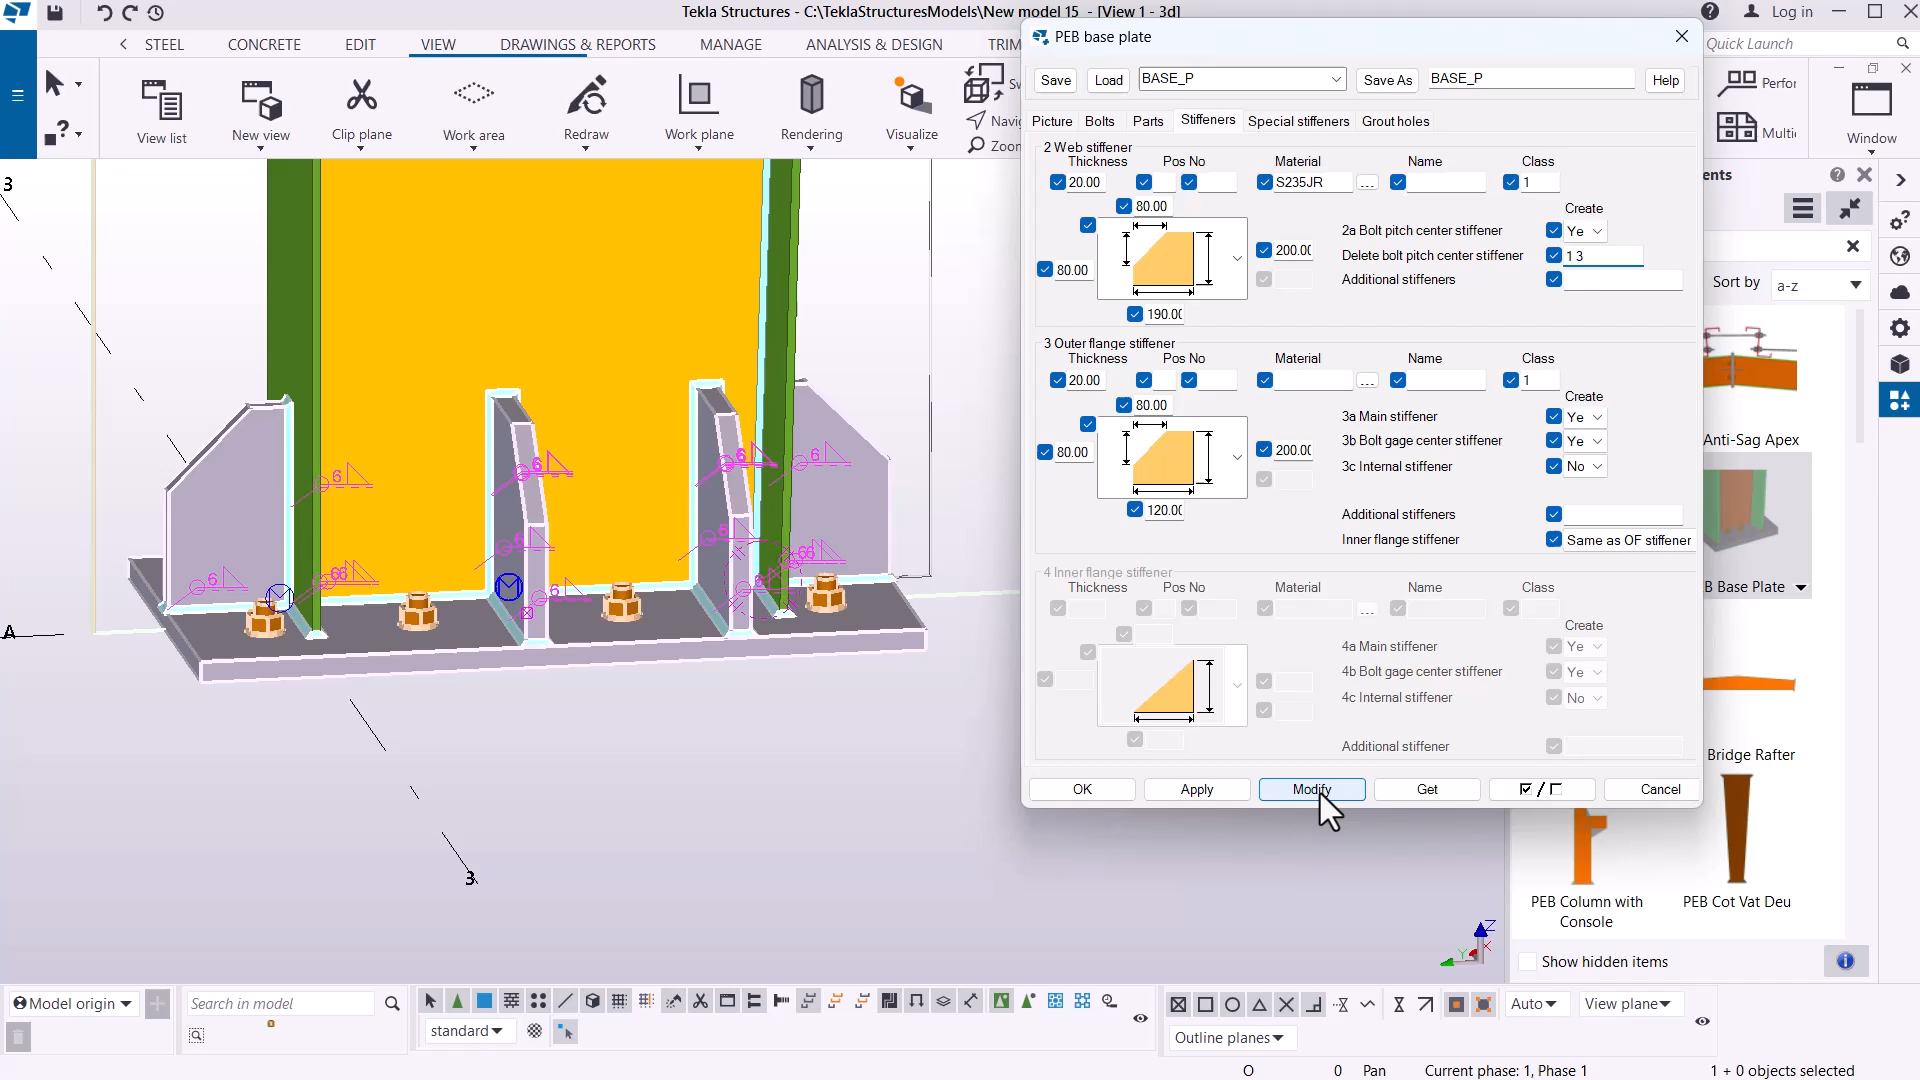 Tekla Structures - C:\TeklaStructuresModels\New model 15 - [View 1 - 3d]
Log in
STEEL CONCRETE EDIT VIEW DRAWINGS & REPORTS MANAGE ANALYSIS & DESIGN TRIM
Quick Launch
View list
New view
Clip plane
Work area
Redraw
Work plane
Rendering
Visualize
Zoo
Perfor
Multi
Window
PEB base plate
Save
Load
BASE_P
Save As
BASE_P
Help
Picture Bolts Parts Stiffeners Special stiffeners Grout holes
2 Web stiffener
Thickness Pos No Material Name Class
20.00 S235JR ... 1
80.00
Create
2a Bolt pitch center stiffener Ye
200.00
Delete bolt pitch center stiffener 1 3
80.00
Additional stiffeners
190.00
3 Outer flange stiffener
Thickness Pos No Material Name Class
20.00 ... 1
80.00
Create
3a Main stiffener Ye
3b Bolt gage center stiffener Ye
80.00 200.00
3c Internal stiffener No
120.00
Additional stiffeners
Inner flange stiffener Same as OF stiffener
4 Inner flange stiffener
Thickness Pos No Material Name Class
...
Create
4a Main stiffener Ye
4b Bolt gage center stiffener Ye
4c Internal stiffener No
Additional stiffener
OK
Apply
Modify
Get
/
Cancel
ents
Sort by a-z
Anti-Sag Apex
B Base Plate
Bridge Rafter
PEB Column with
Console
PEB Cot Vat Deu
Show hidden items
3
A
3
6
6
6
6
6
6
66
6
6
66
6
6
Z
Y
X
Model origin
Search in model
standard
Auto
View plane
Outline planes
O 0 Pan Current phase: 1, Phase 1 1 + 0 objects selected